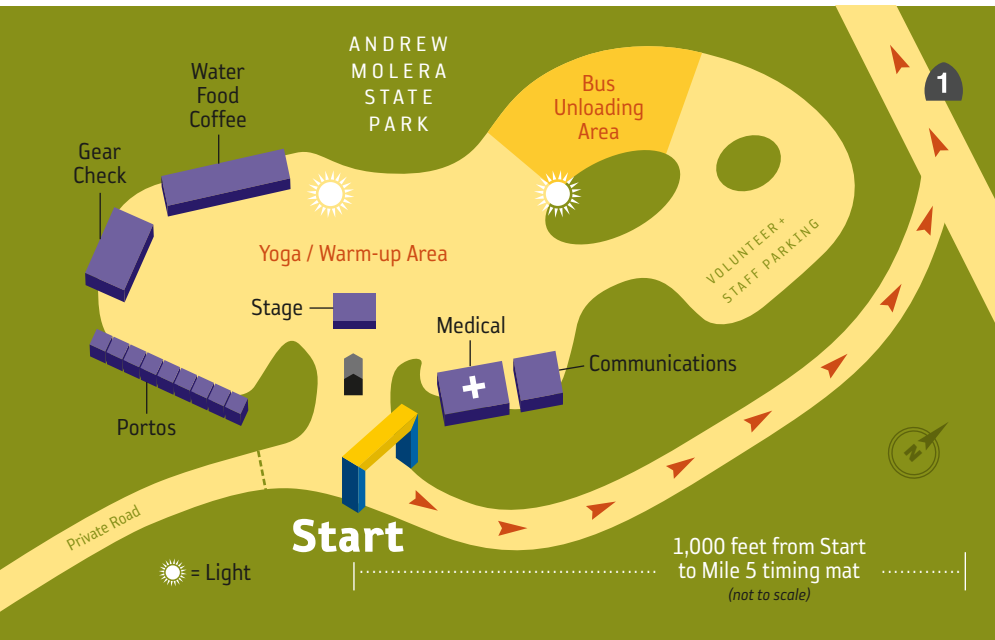 ANDREW
MOLERA
STATE
PARK
Water
Food
Coffee
Bus
Unloading
Area
1
Gear
Check
Yoga / Warm-up Area
VOLUNTEER+
STAFF PARKING
Stage
Medical
Communications
Portos
N
Private Road
Start
= Light
1,000 feet from Start
to Mile 5 timing mat
(not to scale)